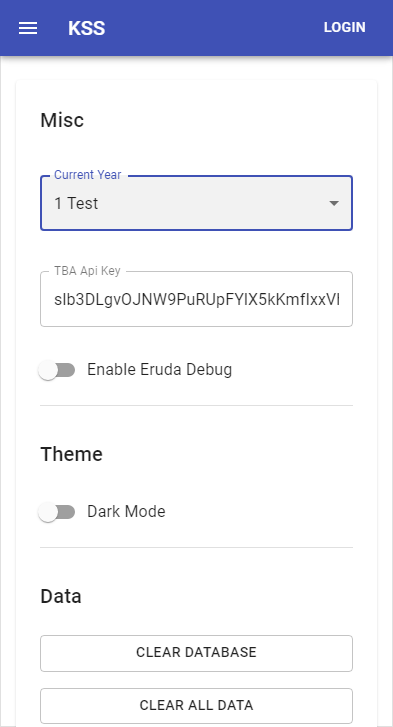 KSS
LOGIN
Misc
Current Year
1 Test
TBA Api Key
Enable Eruda Debug
Theme
Dark Mode
Data
CLEAR DATABASE
CLEAR ALL DATA